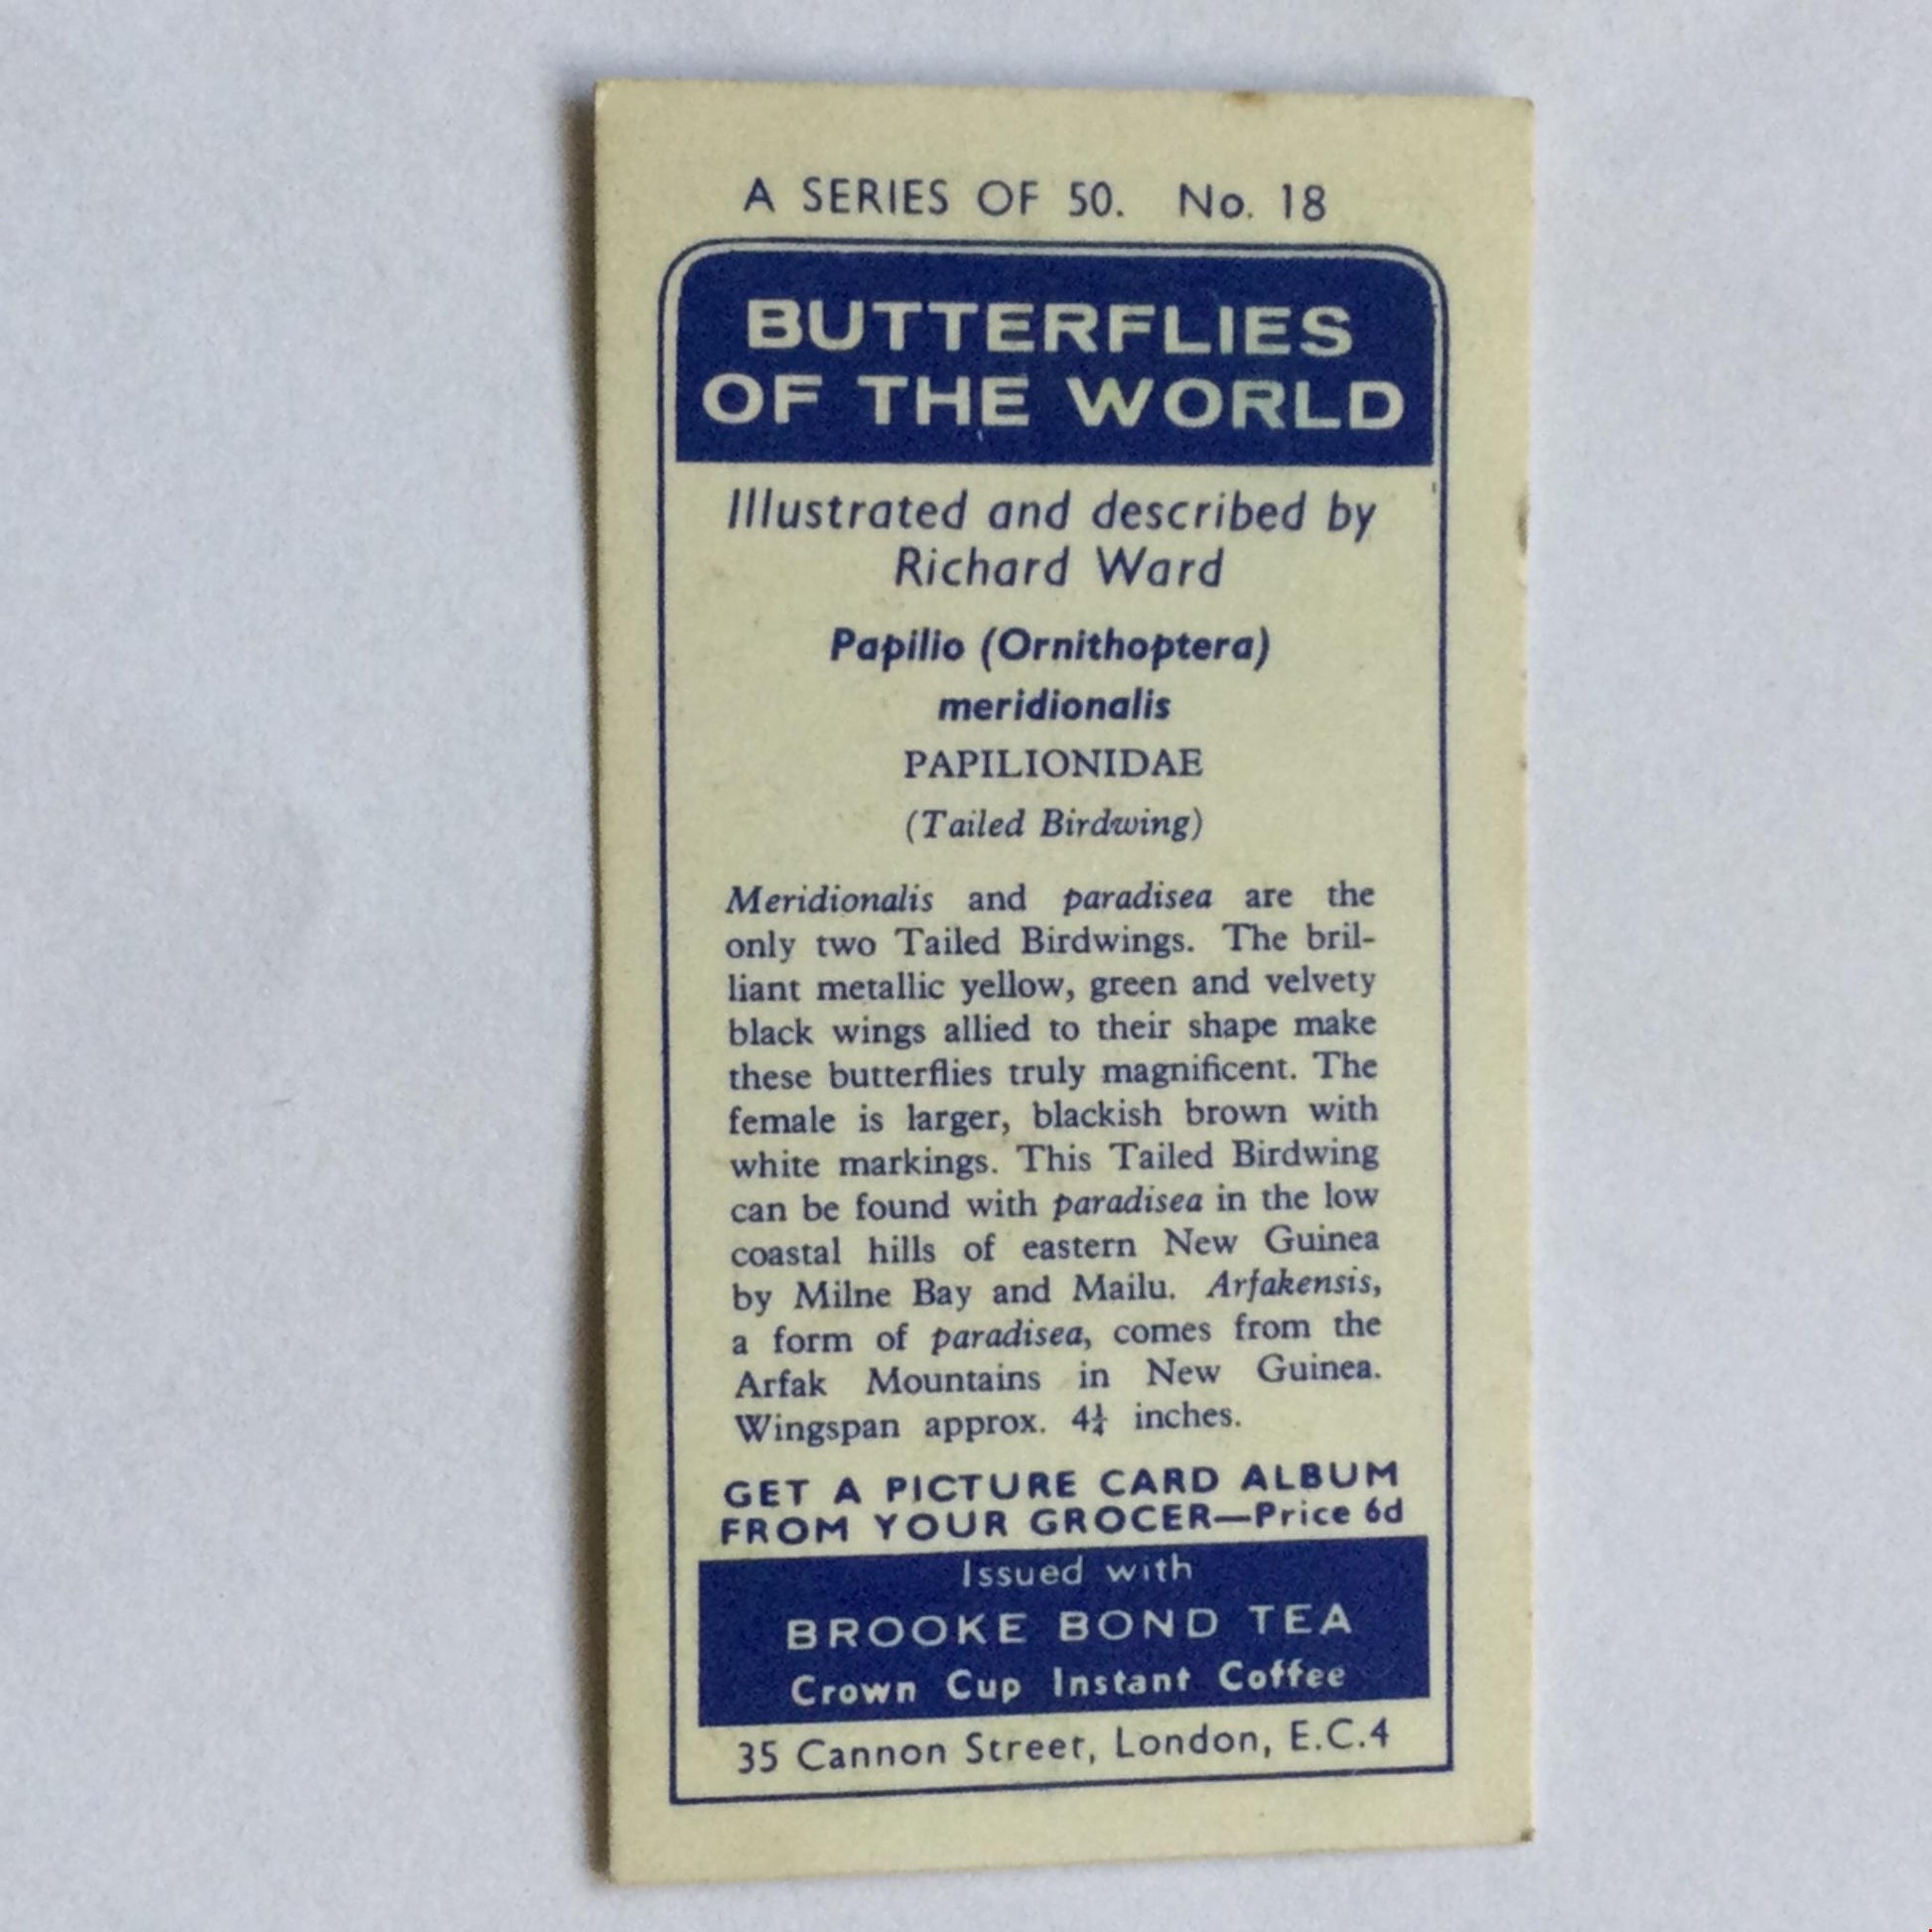 A SERIES OF 50. No. 18
BUTTERFLIES
OF THE WORLD
Illustrated and described by
Richard Ward
Papilio (Ornithoptera)
meridionalis
PAPILIONIDAE
(Tailed Birdwing)
Meridionalis and paradisea are the
only two Tailed Birdwings. The bril-
liant metallic yellow, green and velvety
black wings allied to their shape make
these butterflies truly magnificent. The
female is larger, blackish brown with
white markings. This Tailed Birdwing
can be found with paradisea in the low
coastal hills of eastern New Guinea
by Milne Bay and Mailu. Arfakensis,
a form of paradisea, comes from the
Arfak Mountains in New Guinea.
Wingspan approx. 4¼ inches.
GET A PICTURE CARD ALBUM
FROM YOUR GROCER—Price 6d
Issued with
BROOKE BOND TEA
Crown Cup Instant Coffee
35 Cannon Street, London, E.C.4